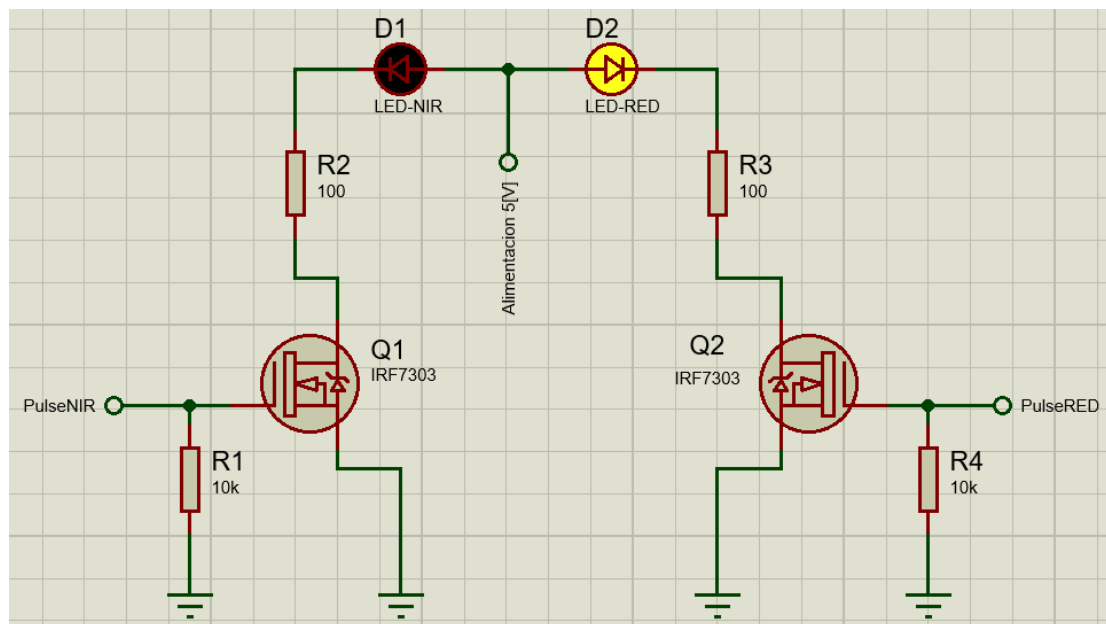 D1
LED-NIR
D2
LED-RED
R2
100
Alimentacion 5[V]
R3
100
Q1
IRF7303
Q2
IRF7303
PulseNIR
R1
10k
PulseRED
R4
10k